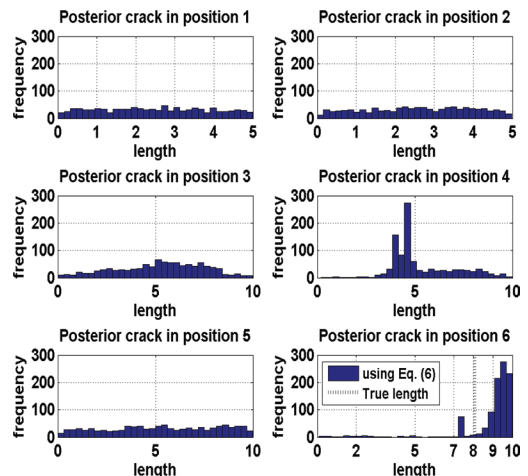 Posterior crack in position 1
Posterior crack in position 2
300
200
100
0
frequency
0 1 2 3 4 5
length
300
200
100
0
frequency
0 1 2 3 4 5
length
Posterior crack in position 3
Posterior crack in position 4
300
200
100
0
frequency
0 5 10
length
300
200
100
0
frequency
0 5 10
length
Posterior crack in position 5
Posterior crack in position 6
300
200
100
0
frequency
0 5 10
length
300
200
100
0
frequency
using Eq. (6)
True length
0 2 4 5 7 8 9 10
length